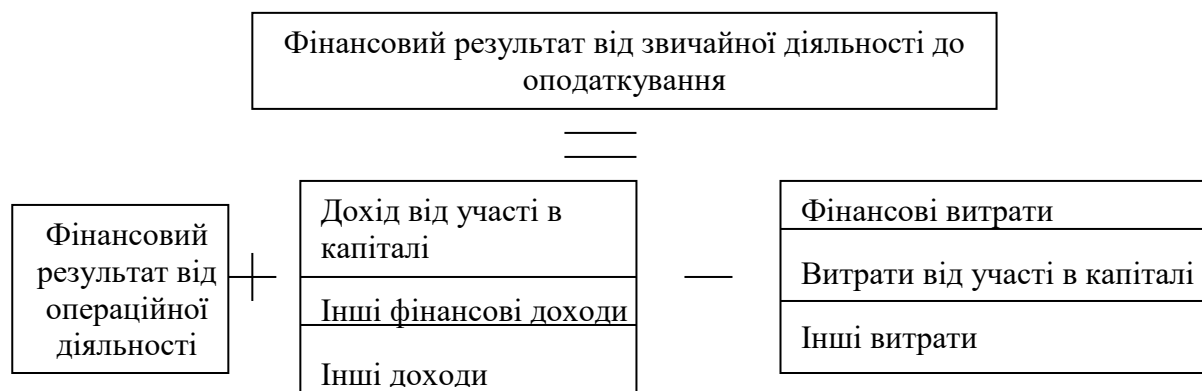 Фінансовий результат від звичайної діяльності до
оподаткування
Фінансовий
результат від
операційної
діяльності
+
Дохід від участі в
капіталі
Інші фінансові доходи
Інші доходи
Фінансові витрати
Витрати від участі в капіталі
Інші витрати